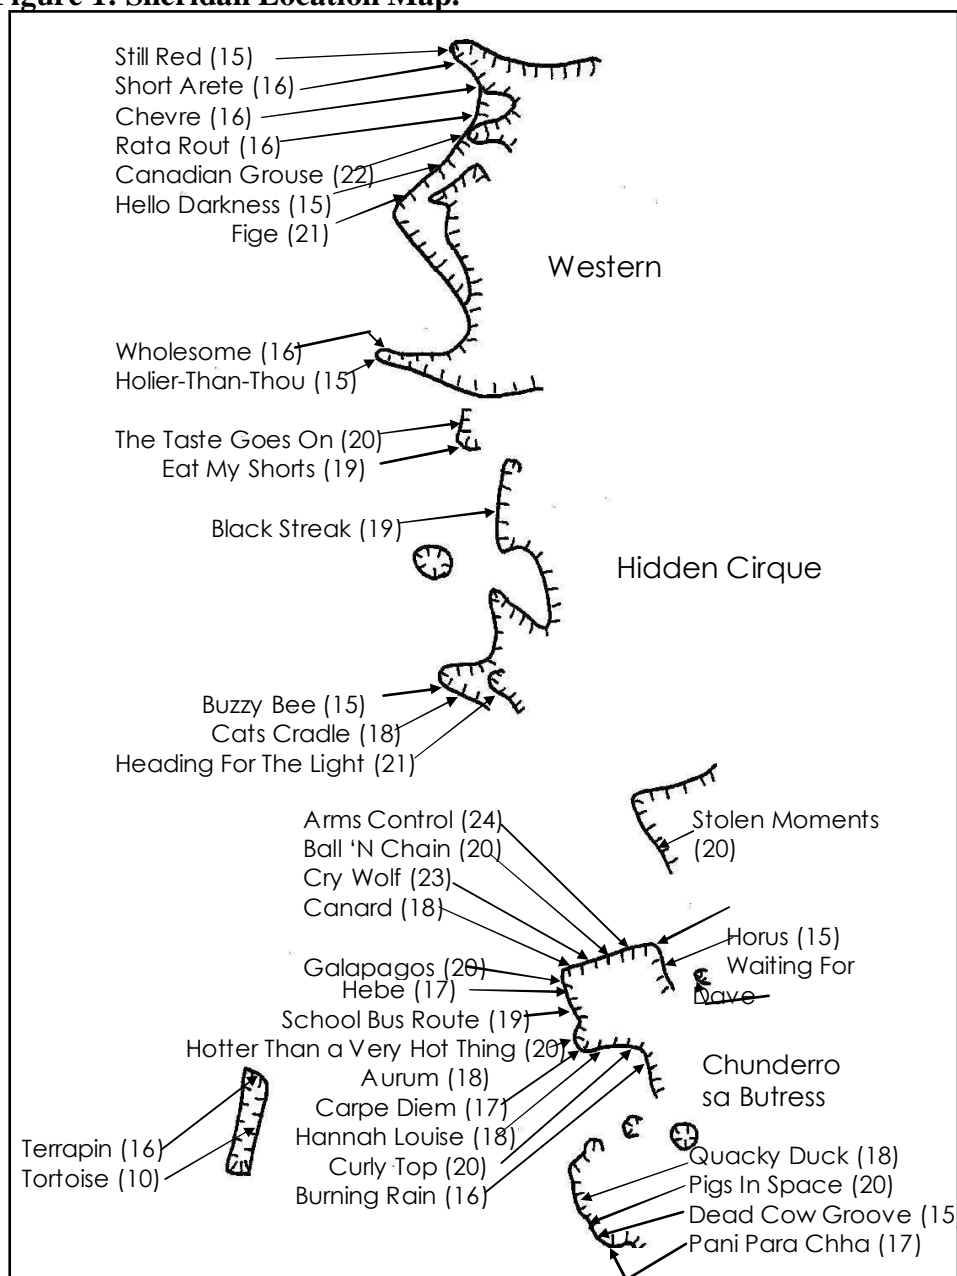 Figure 1: Sheridan Location Map.
Still Red (15)
Short Arete (16)
Chevre (16)
Rata Rout (16)
Canadian Grouse (22)
Hello Darkness (15)
Fige (21)
Western
Wholesome (16)
Holier-Than-Thou (15)
The Taste Goes On (20)
Eat My Shorts (19)
Black Streak (19)
Hidden Cirque
Buzzy Bee (15)
Cats Cradle (18)
Heading For The Light (21)
Arms Control (24)
Stolen Moments
(20)
Ball ‘N Chain (20)
Cry Wolf (23)
Canard (18)
Horus (15)
Waiting For
Dave
Galapagos (20)
Hebe (17)
School Bus Route (19)
Hotter Than a Very Hot Thing (20)
Aurum (18)
Carpe Diem (17)
Hannah Louise (18)
Curly Top (20)
Burning Rain (16)
Chunderro
sa Butress
Terrapin (16)
Tortoise (10)
Quacky Duck (18)
Pigs In Space (20)
Dead Cow Groove (15
Pani Para Chha (17)